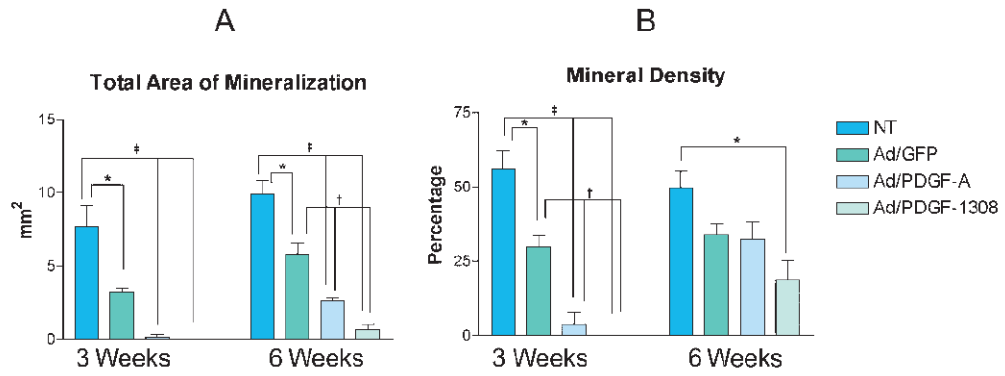 A
Total Area of Mineralization
mm²
15
10
5
0
‡
*
‡
*
†
3 Weeks
6 Weeks
B
Mineral Density
Percentage
75
50
25
0
‡
*
†
*
3 Weeks
6 Weeks
NT
Ad/GFP
Ad/PDGF-A
Ad/PDGF-1308